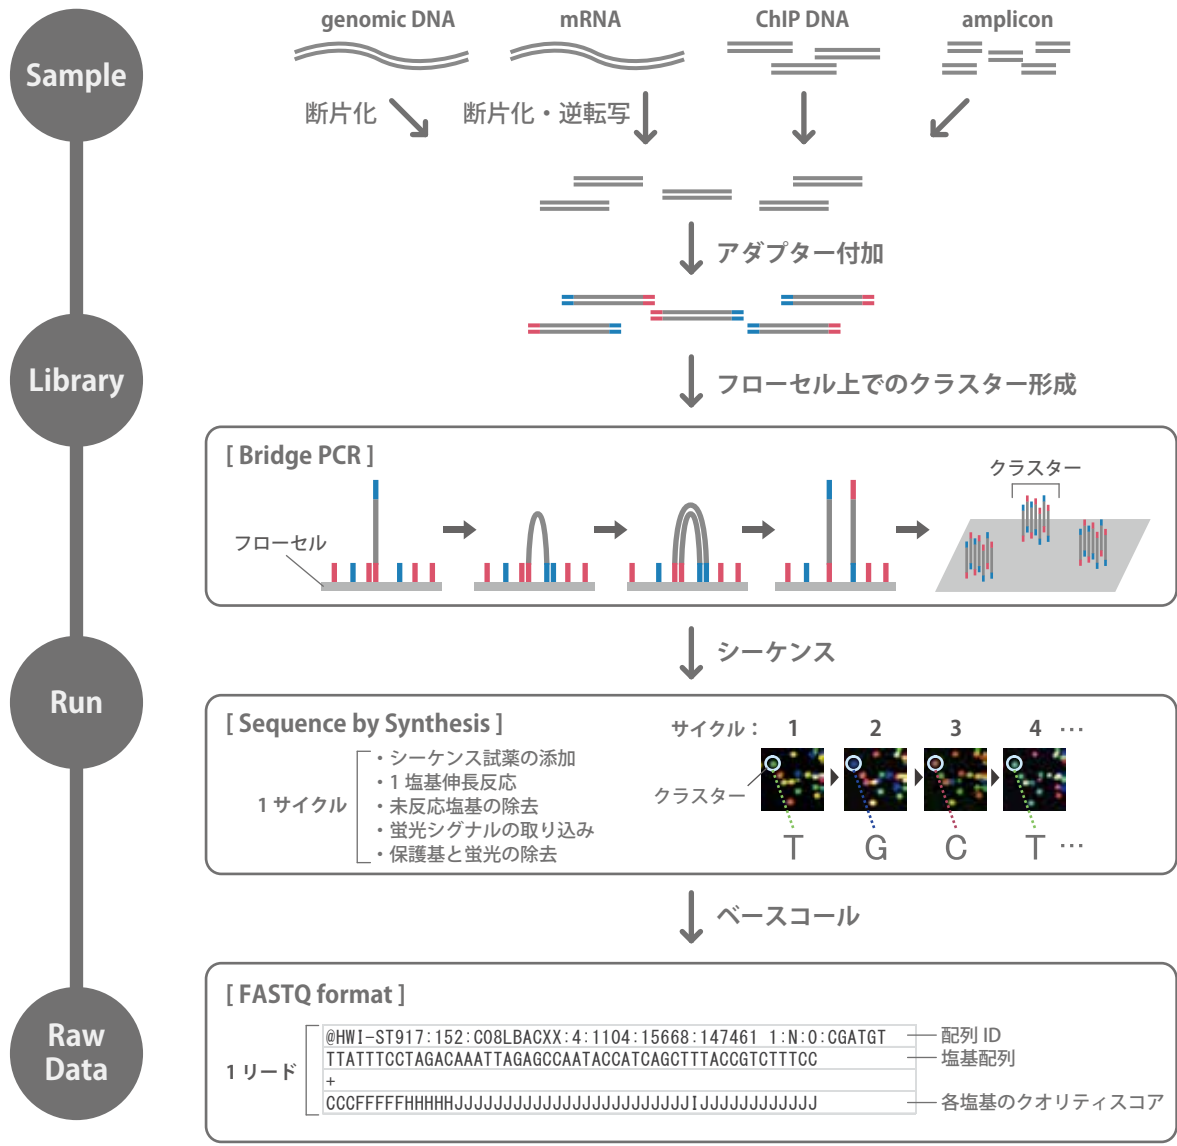 Sample
genomic DNA
mRNA
ChIP DNA
amplicon
断片化
断片化・逆転写
アダプター付加
Library
フローセル上でのクラスター形成
[ Bridge PCR ]
フローセル
クラスター
シーケンス
Run
[ Sequence by Synthesis ]
1 サイクル
・シーケンス試薬の添加
・1 塩基伸長反応
・未反応塩基の除去
・蛍光シグナルの取り込み
・保護基と蛍光の除去
サイクル： 1 2 3 4 …
クラスター
T G C T …
ベースコール
Raw
Data
[ FASTQ format ]
1 リード
@HWI-ST917:152:C08LBACXX:4:1104:15668:147461 1:N:0:CGATGT
配列 ID
TTATTTCCTAGACAAATTAGAGCCAATACCATCAGCTTTACCGTCTTTCC
塩基配列
+
CCCFFFFFHHHHHJJJJJJJJJJJJJJJJJJJJJJJJIJJJJJJJJJJJJ
各塩基のクオリティスコア